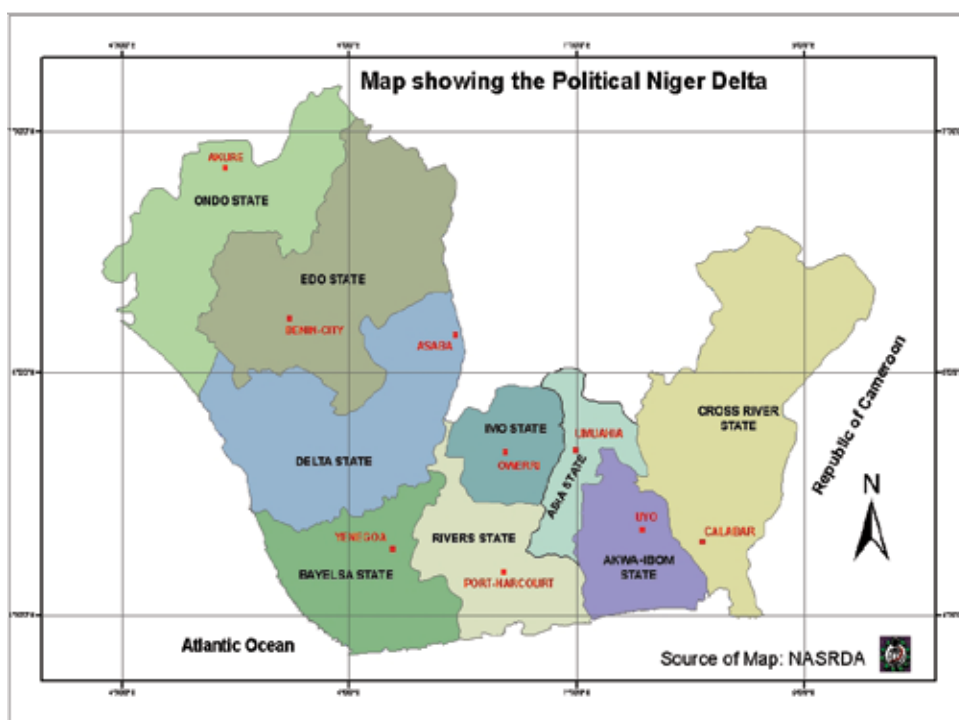 Map showing the Political Niger Delta
AKURE
ONDO STATE
EDO STATE
BENIN-CITY
ASABA
CROSS RIVER
STATE
Republic of Cameroon
IMO STATE
UMUAHIA
OWERRI
ABIA STATE
DELTA STATE
N
UYO
YENEGOA
RIVERS STATE
CALABAR
AKWA-IBOM
STATE
BAYELSA STATE
PORT-HARCOURT
Atlantic Ocean
Source of Map: NASRDA